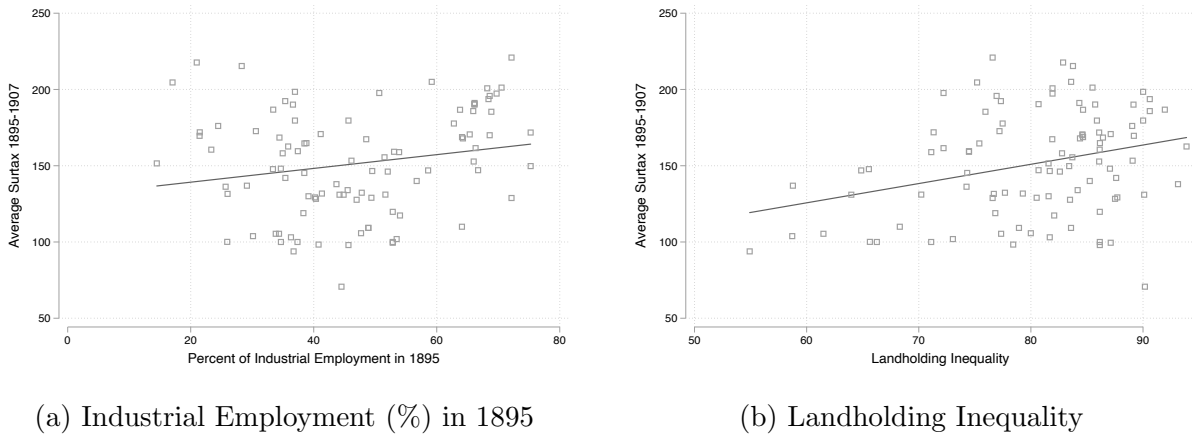 250
200
150
100
50
Average Surtax 1895-1907
0 20 40 60 80
Percent of Industrial Employment in 1895
(a) Industrial Employment (%) in 1895
250
200
150
100
50
Average Surtax 1895-1907
50 60 70 80 90
Landholding Inequality
(b) Landholding Inequality